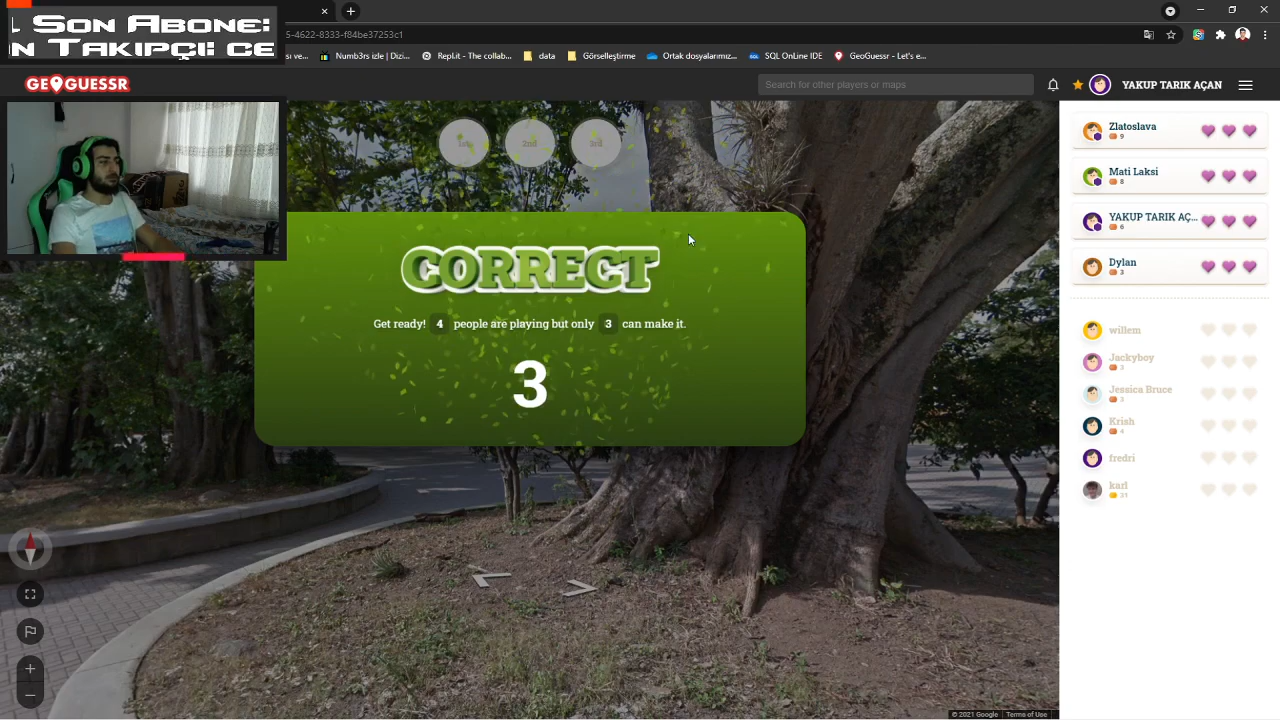 L SON ABONE:
N TAKIPÇI: CE
5-4622-8333-f84be37253c1
sı ve...
Numb3rs izle | Dizi...
Repl.it - The collab...
data
Görselleştirme
Ortak dosyalarımız...
SQL OnLine IDE
GeoGuessr - Let's e...
GEOGUESSR
Search for other players or maps
YAKUP TARIK AÇAN
1st
2nd
3rd
CORRECT
Get ready! 4 people are playing but only 3 can make it.
3
Zlatoslava
9
Mati Laksi
8
YAKUP TARIK AÇ...
6
Dylan
3
willem
Jackyboy
3
Jessica Bruce
3
Krish
4
fredri
karl
31
© 2021 Google
Terms of Use